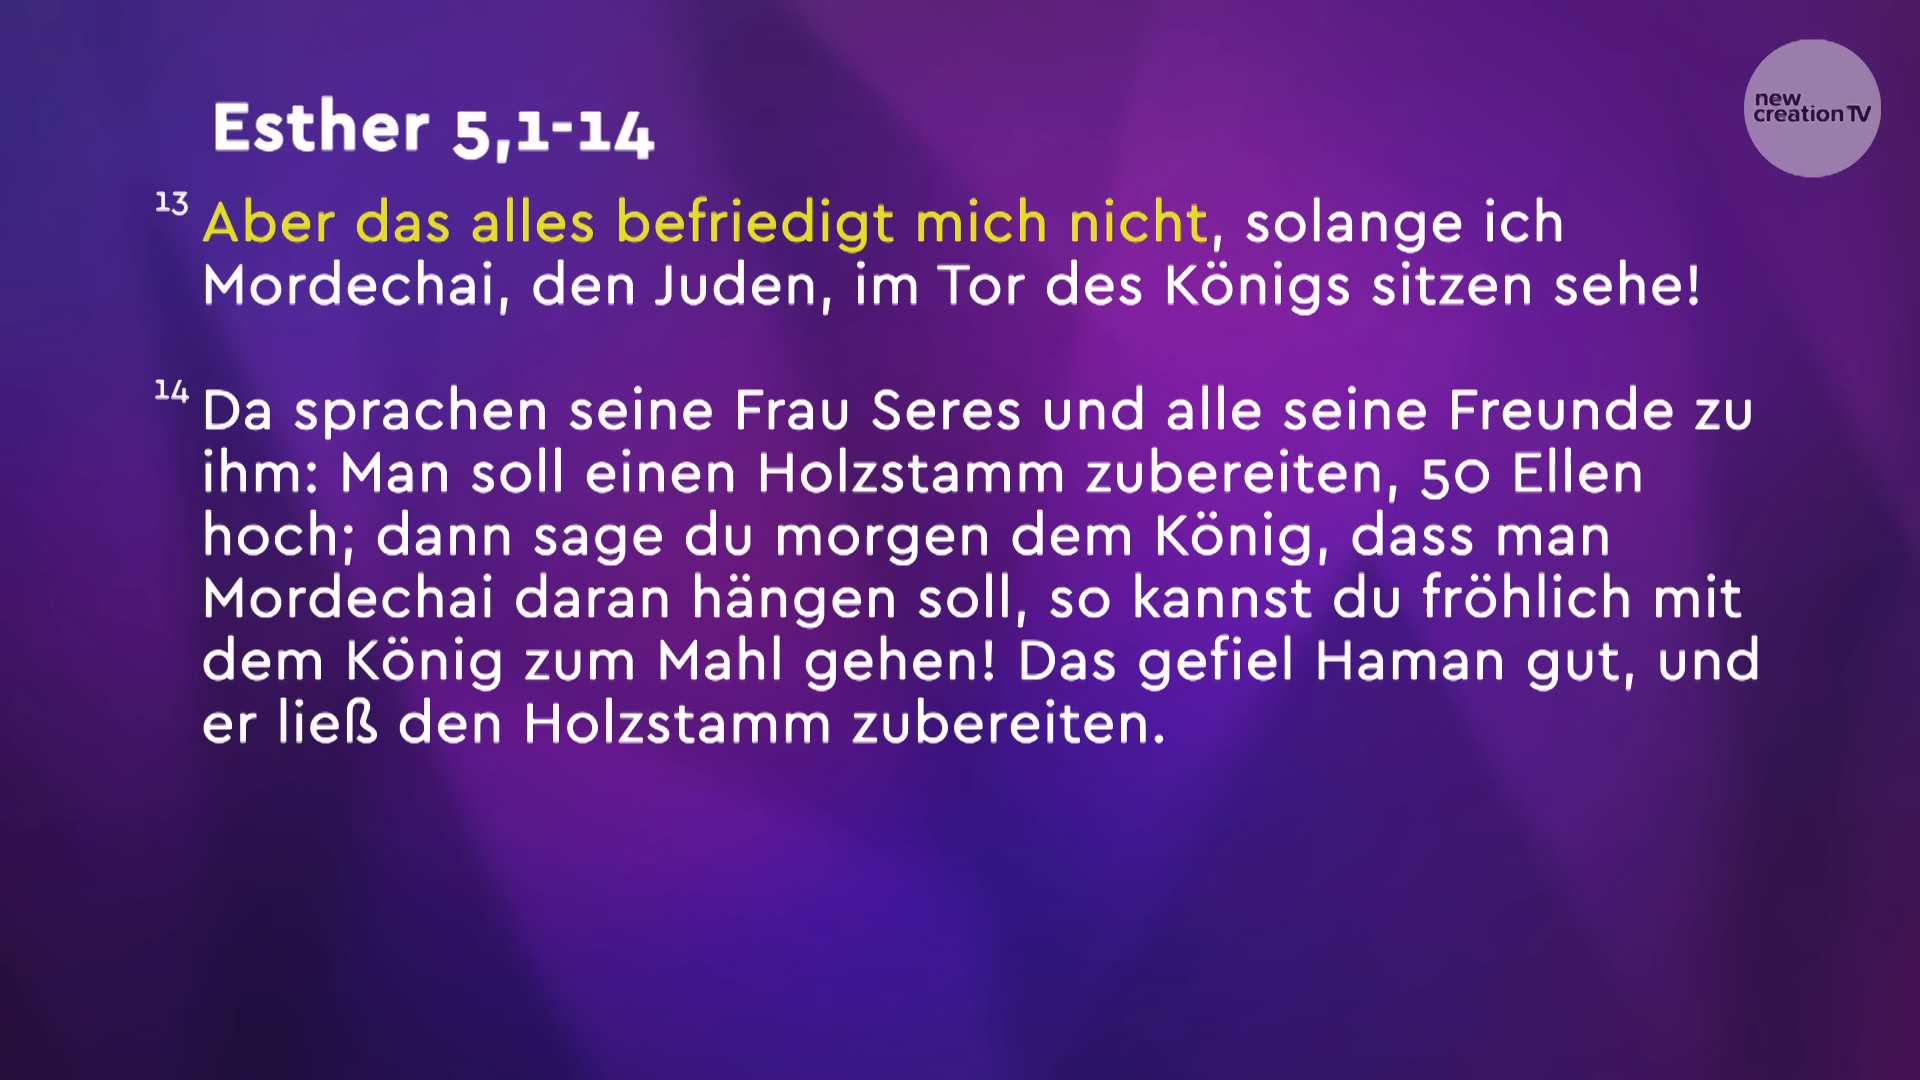 Esther 5,1-14
new
creationTV
13 Aber das alles befriedigt mich nicht, solange ich
Mordechai, den Juden, im Tor des Königs sitzen sehe!
14 Da sprachen seine Frau Seres und alle seine Freunde zu
ihm: Man soll einen Holzstamm zubereiten, 50 Ellen
hoch; dann sage du morgen dem König, dass man
Mordechai daran hängen soll, so kannst du fröhlich mit
dem König zum Mahl gehen! Das gefiel Haman gut, und
er ließ den Holzstamm zubereiten.